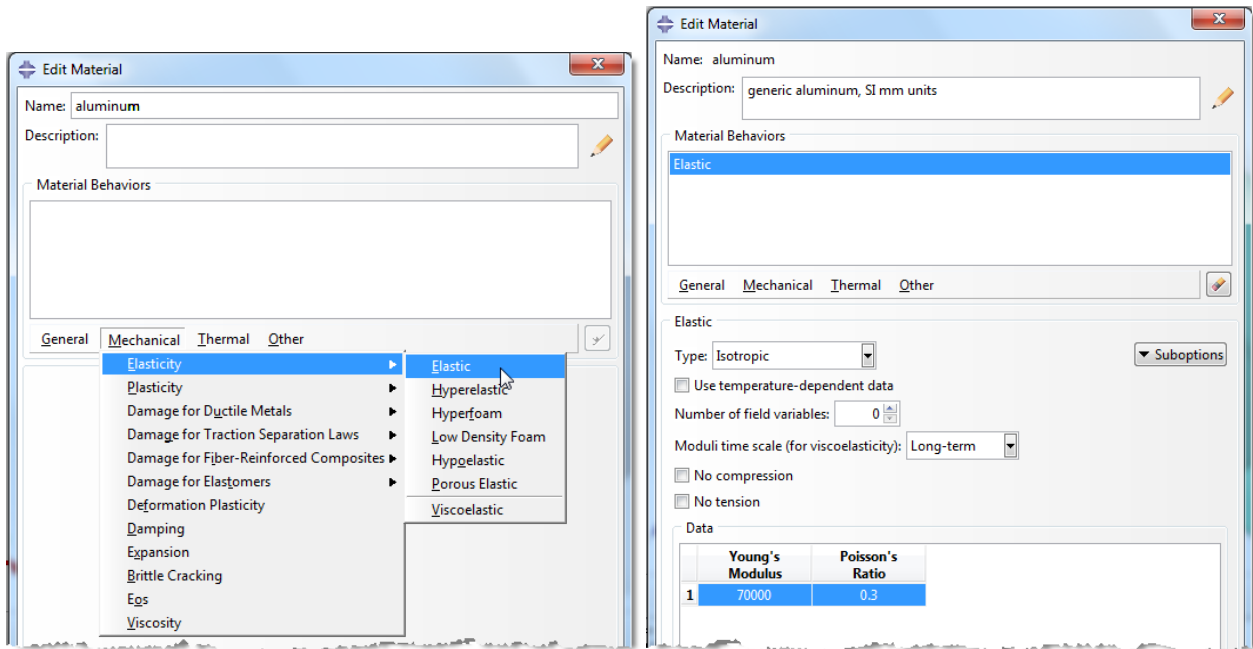 Edit Material
Name: aluminum
Description:
Material Behaviors
General Mechanical Thermal Other
Elasticity
Plasticity
Damage for Ductile Metals
Damage for Traction Separation Laws
Damage for Fiber-Reinforced Composites
Damage for Elastomers
Deformation Plasticity
Damping
Expansion
Brittle Cracking
Eos
Viscosity
Elastic
Hyperelastic
Hyperfoam
Low Density Foam
Hypoelastic
Porous Elastic
Viscoelastic
Edit Material
Name: aluminum
Description: generic aluminum, SI mm units
Material Behaviors
Elastic
General Mechanical Thermal Other
Elastic
Type: Isotropic Suboptions
Use temperature-dependent data
Number of field variables: 0
Moduli time scale (for viscoelasticity): Long-term
No compression
No tension
Data
Young's Poisson's
Modulus Ratio
1 70000 0.3